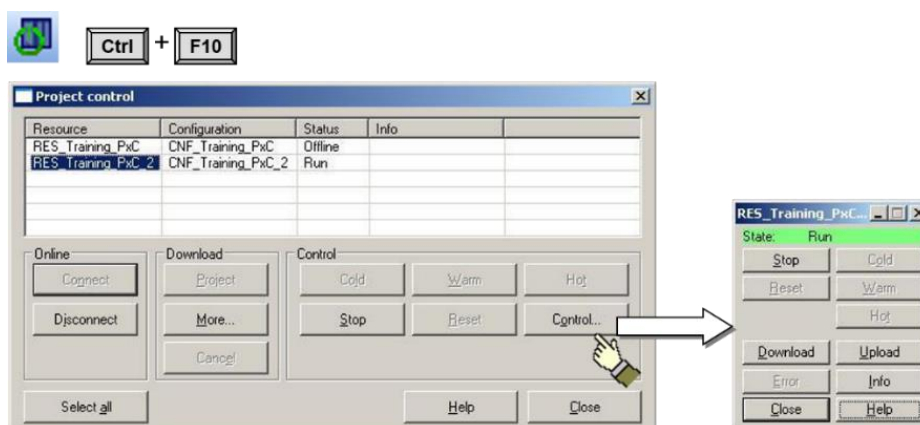 Ctrl + F10
Project control
Resource Configuration Status Info
RES_Training_PxC CNF_Training_PxC Offline
RES_Training_PxC_2 CNF_Training_PxC_2 Run
Online Download Control
Connect Project Cold Warm Hot
Disconnect More... Stop Reset Control...
Cancel
Select all Help Close
RES_Training_PxC...
State: Run
Stop Cold
Reset Warm
Hot
Download Upload
Error Info
Close Help